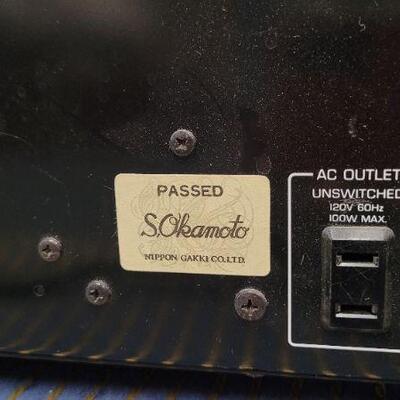 PASSED
S.Okamoto
NIPPON GAKKI CO.LTD.
AC OUTLET
UNSWITCHED
120V 60Hz
100W MAX.